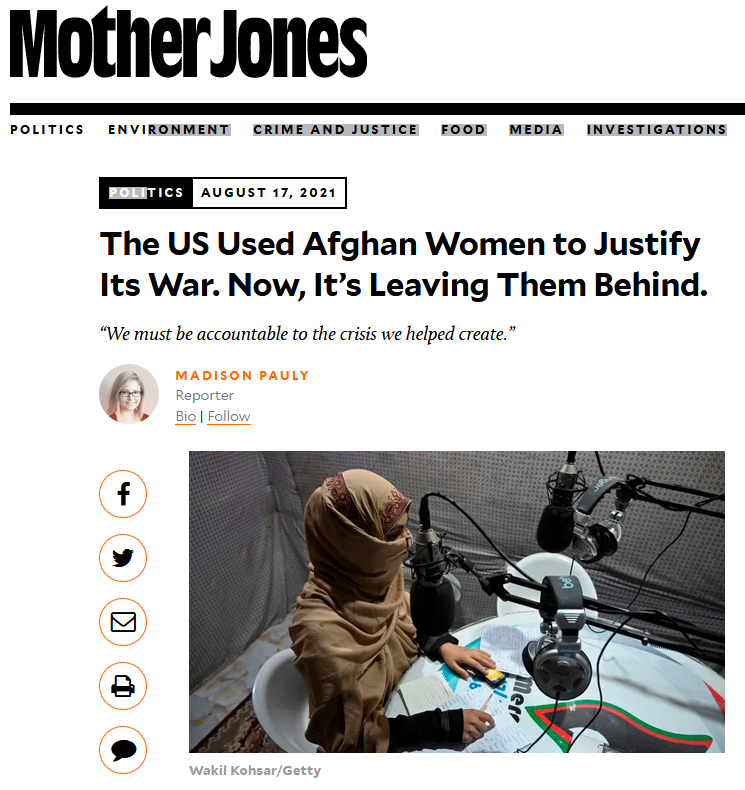 Mother Jones
POLITICS ENVIRONMENT CRIME AND JUSTICE FOOD MEDIA INVESTIGATIONS
POLITICS AUGUST 17, 2021
The US Used Afghan Women to Justify
Its War. Now, It’s Leaving Them Behind.
“We must be accountable to the crisis we helped create.”
MADISON PAULY
Reporter
Bio | Follow
Wakil Kohsar/Getty